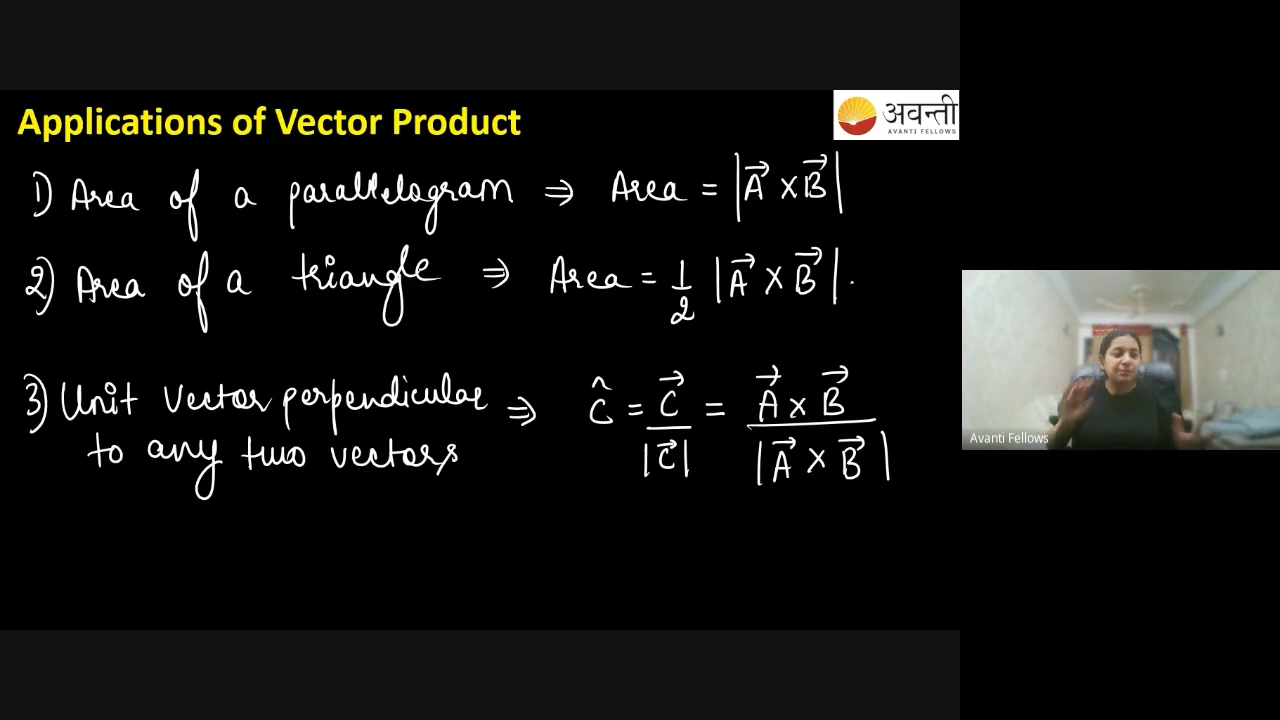 Applications of Vector Product
अवन्ती
AVANTI FELLOWS
1) Area of a parallelogram ⇒ Area = |A⃗ × B⃗|
2) Area of a triangle ⇒ Area = 1/2 |A⃗ × B⃗|.
3) Unit vector perpendicular to any two vectors ⇒ ĉ = C⃗/|C⃗| = A⃗ × B⃗/|A⃗ × B⃗|
Avanti Fellows